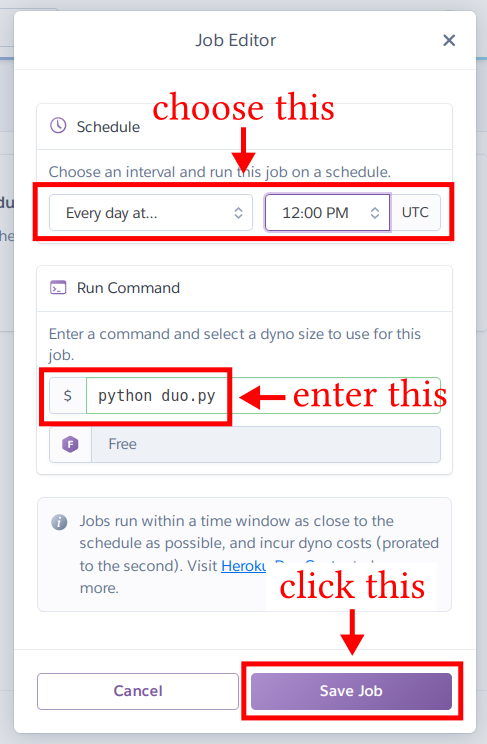 Job Editor
choose this
Schedule
Choose an interval and run this job on a schedule.
Every day at...
12:00 PM
UTC
Run Command
Enter a command and select a dyno size to use for this
job.
$ python duo.py
enter this
F
Free
i
Jobs run within a time window as close to the
schedule as possible, and incur dyno costs (prorated
to the second). Visit Heroku
more.
click this
Cancel
Save Job